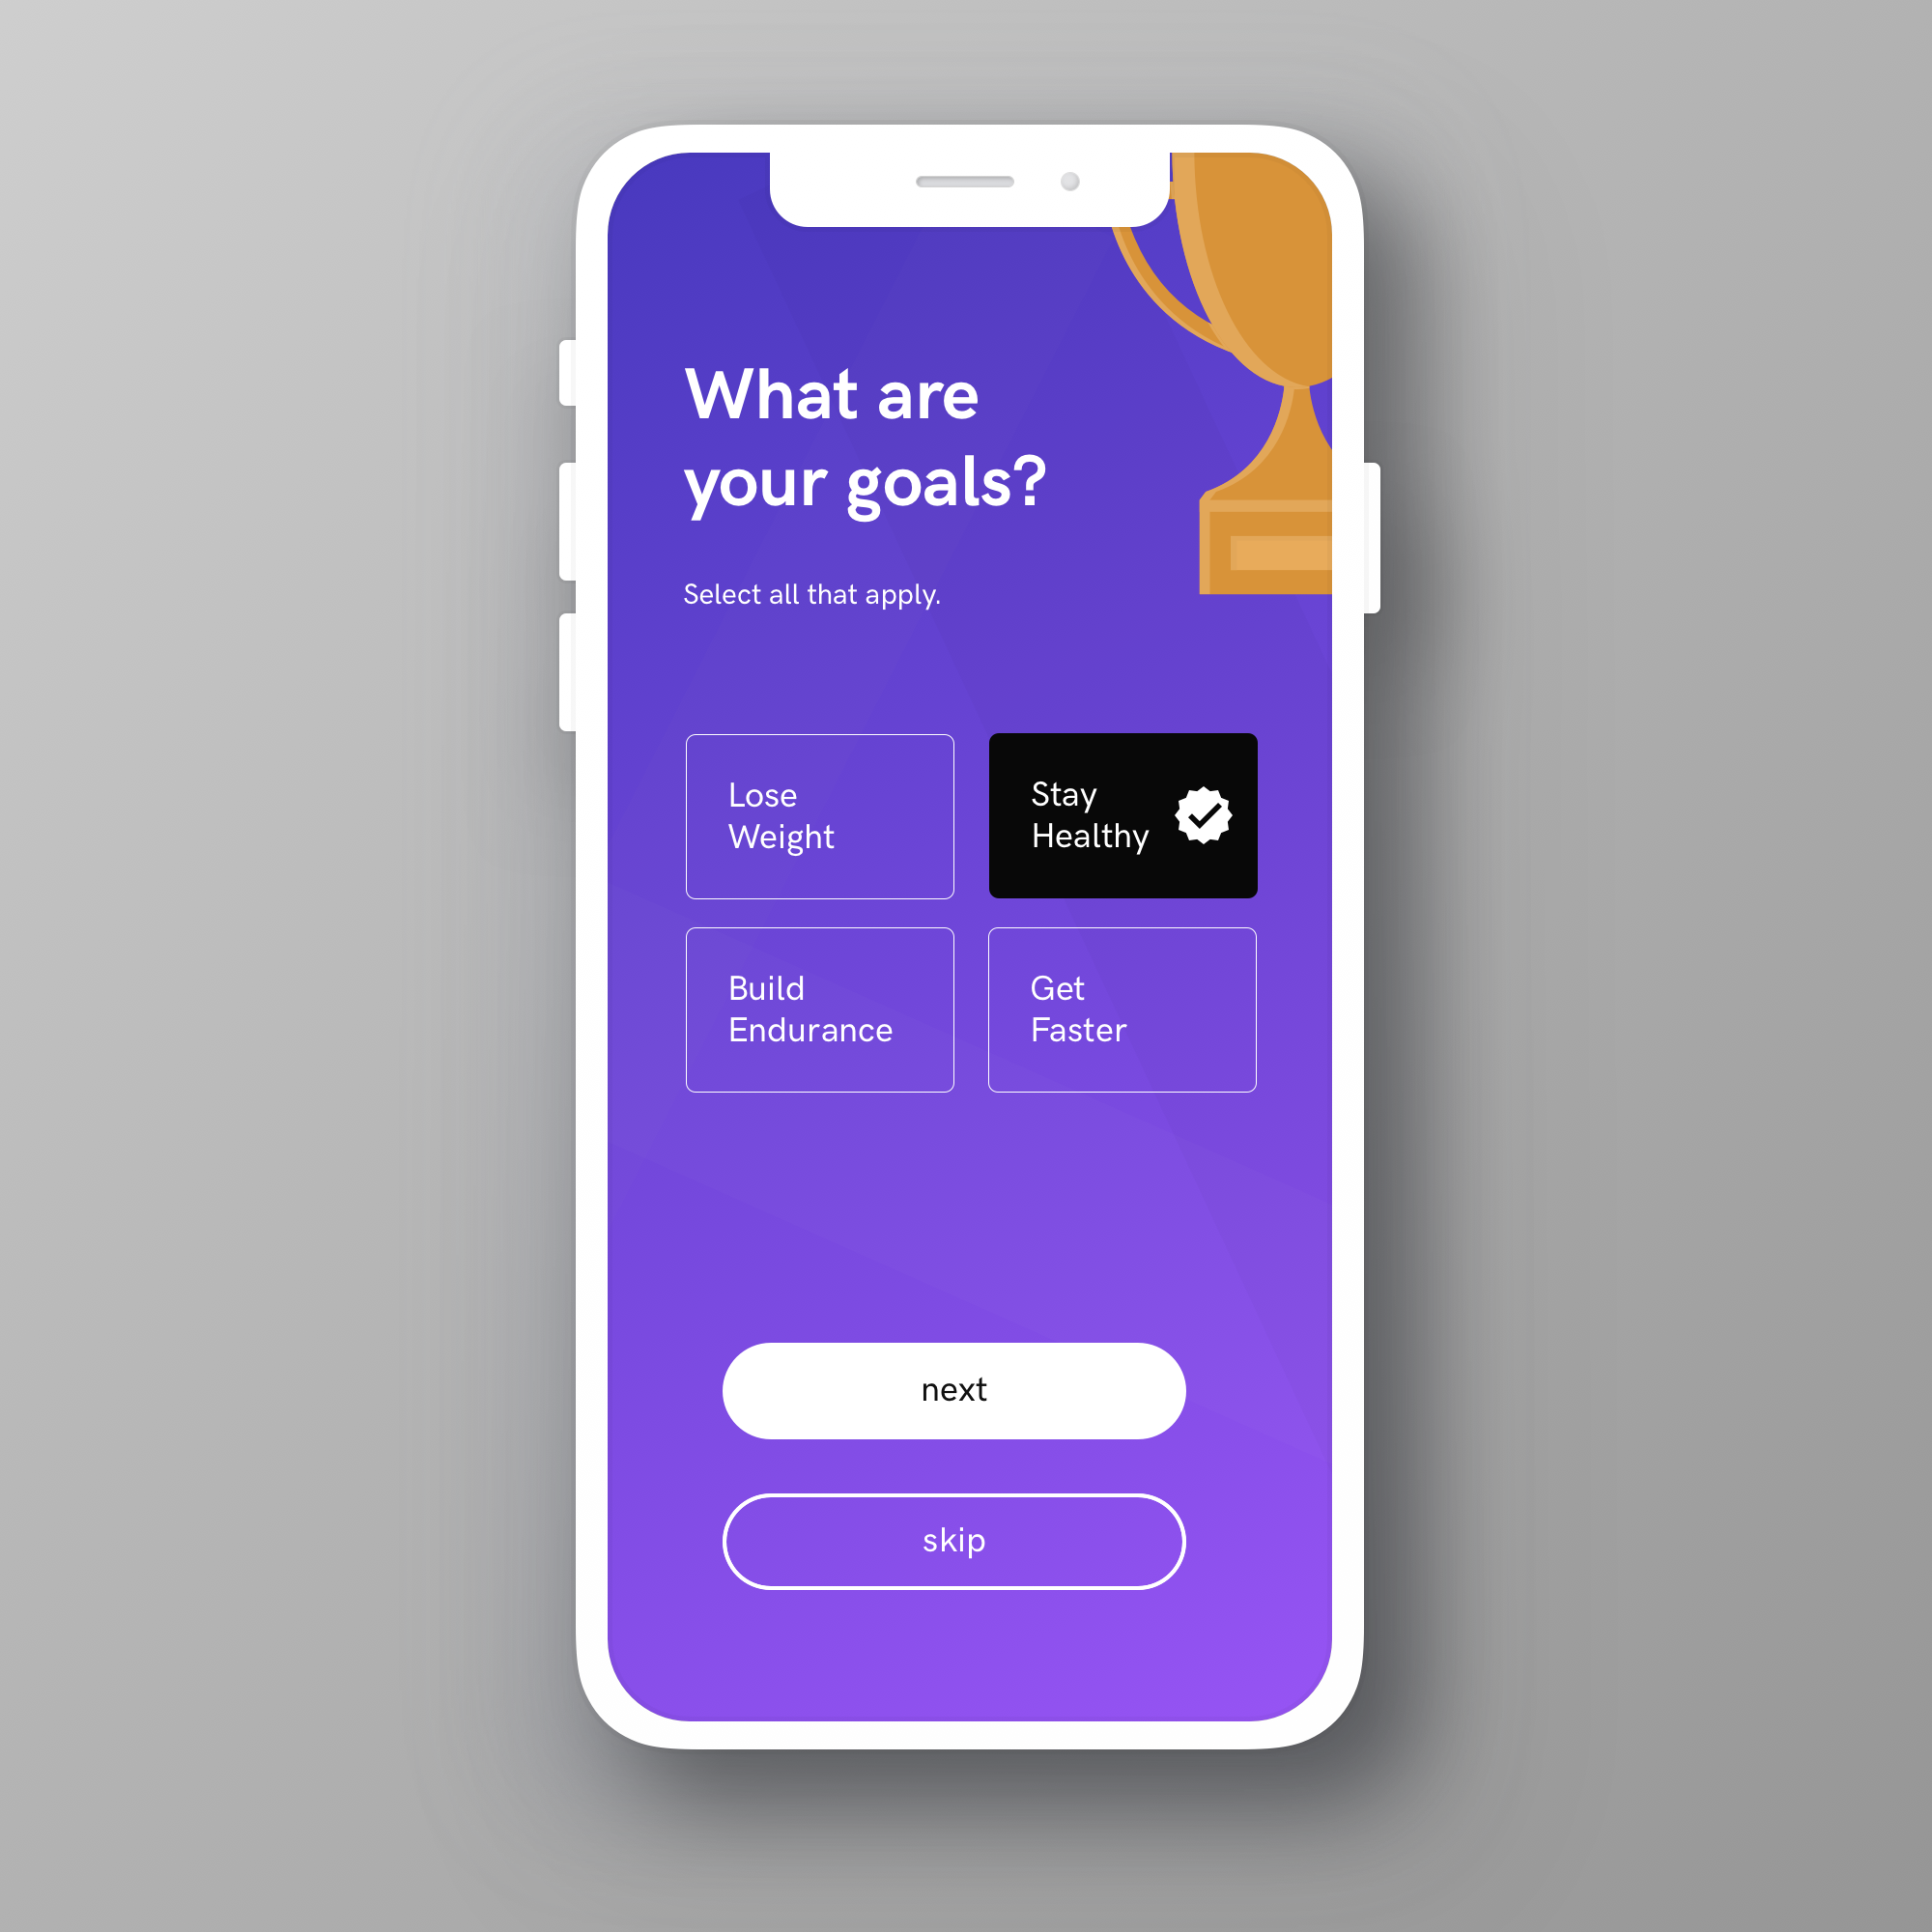 What are
your goals?
Select all that apply.
Lose
Weight
Stay
Healthy
Build
Endurance
Get
Faster
next
skip